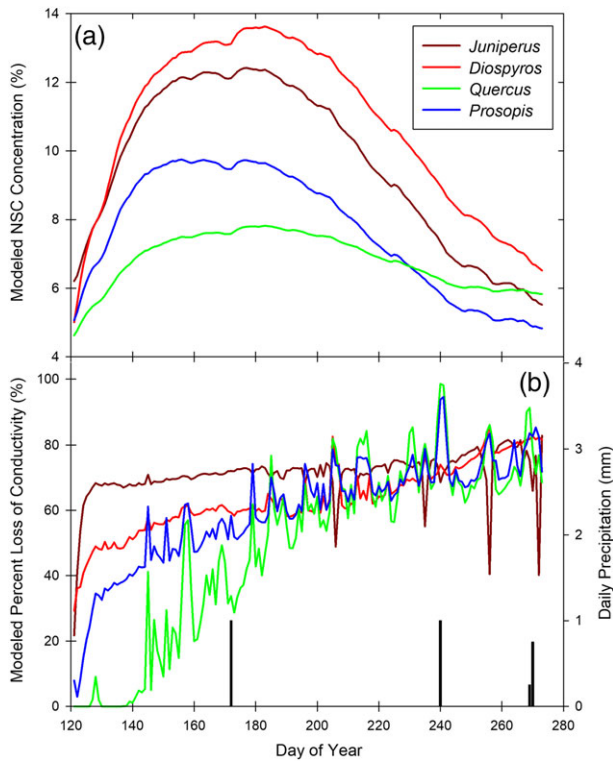 (a)
Juniperus
Diospyros
Quercus
Prosopis
Modeled NSC Concentration (%)
14
12
10
8
6
4
(b)
Modeled Percent Loss of Conductivity (%)
100
80
60
40
20
0
4
3
2
1
0
Daily Precipitation (mm)
120 140 160 180 200 220 240 260 280
Day of Year